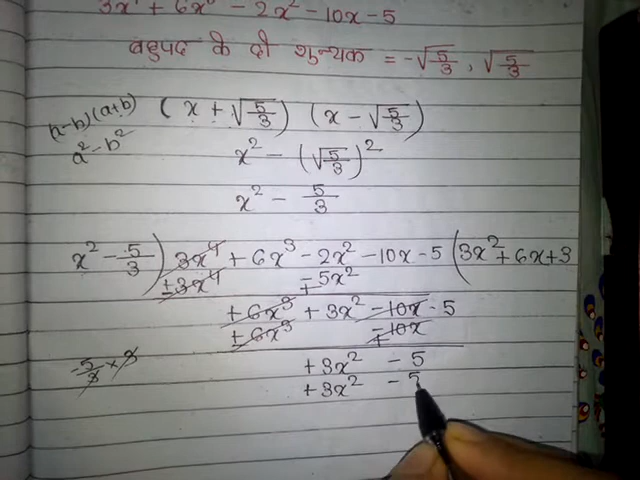 3x⁴ + 6x³ - 2x² - 10x - 5
बहुपद के दो शुन्यक = -√5/3 , √5/3
(a-b)(a+b) (x + √5/3) (x - √5/3)
a² - b² x² - (√5/3)²
x² - 5/3
x² - 5/3) 3x⁴ + 6x³ - 2x² - 10x - 5 (3x² + 6x + 3
±3x⁴ -5x²
+
+6x³ + 3x² - 10x - 5
±6x³ -10x
+
-5/3 × 3 +3x² - 5
+3x² - 5